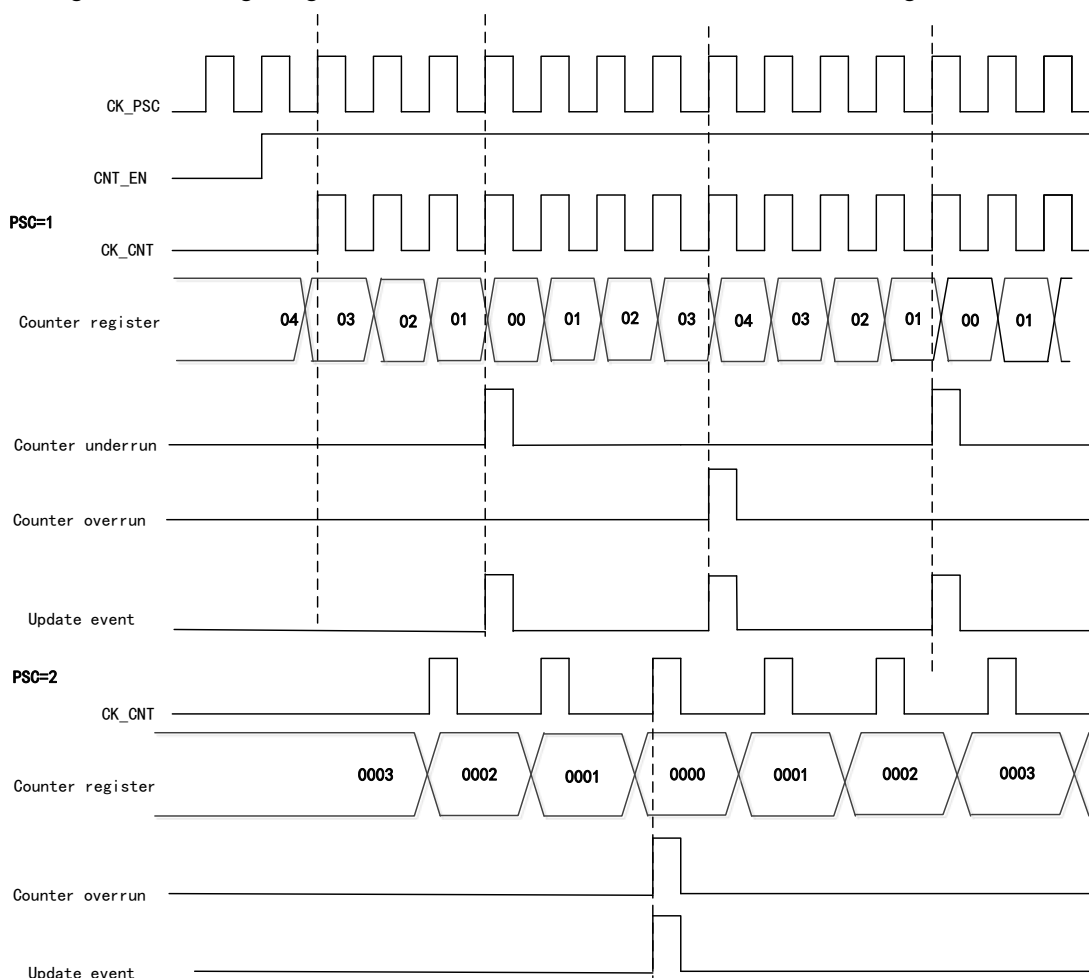 CK_PSC
CNT_EN
PSC=1
CK_CNT
Counter register 04 03 02 01 00 01 02 03 04 03 02 01 00 01
Counter underrun
Counter overrun
Update event
PSC=2
CK_CNT
Counter register 0003 0002 0001 0000 0001 0002 0003
Counter overrun
Update event